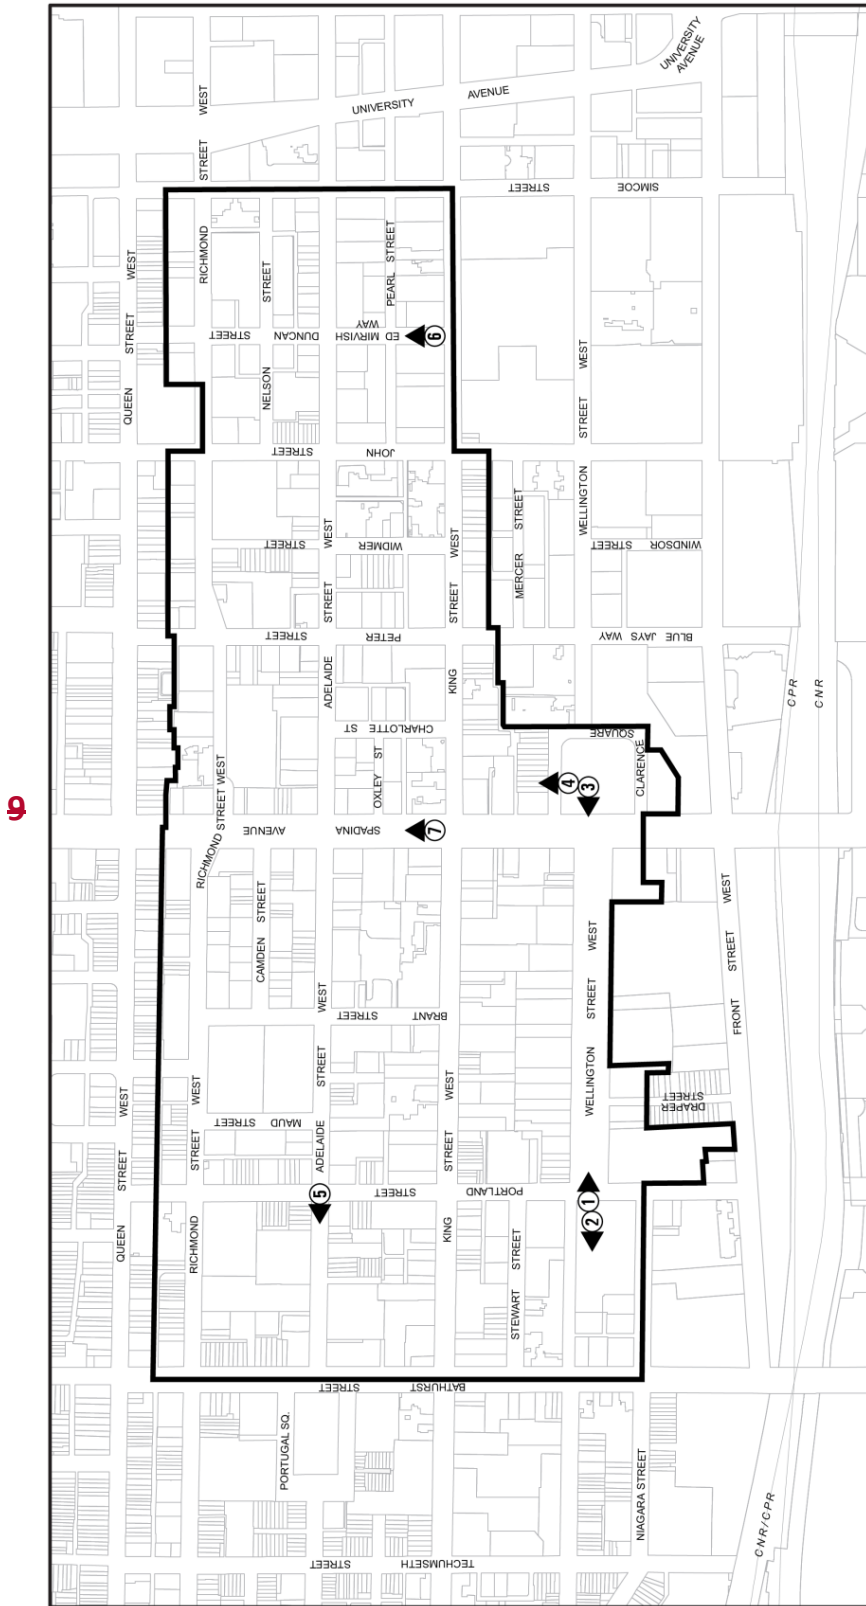 9
UNIVERSITY AVENUE
UNIVERSITY AVENUE
SIMCOE STREET
QUEEN STREET WEST
RICHMOND STREET WEST
NELSON STREET
DUNCAN STREET
ED MIRVISH WAY
PEARL STREET
6
JOHN STREET
WIDMER STREET
PETER STREET
ADELAIDE STREET WEST
KING STREET WEST
MERCER STREET
WELLINGTON STREET WEST
WINDSOR STREET
BLUE JAYS WAY
CHARLOTTE ST
OXLEY ST
CLARENCE SQUARE
CPR
CNR
4
3
7
RICHMOND STREET WEST
SPADINA AVENUE
CAMDEN STREET
BRANT STREET
WELLINGTON STREET WEST
FRONT STREET WEST
DRAPER STREET
MAUD STREET
QUEEN STREET WEST
RICHMOND STREET WEST
ADELAIDE STREET WEST
KING STREET WEST
PORTLAND STREET
STEWART STREET
5
1
2
BATHURST STREET
PORTUGAL SQ.
NIAGARA STREET
TECHUMSETH STREET
CNR/CPR